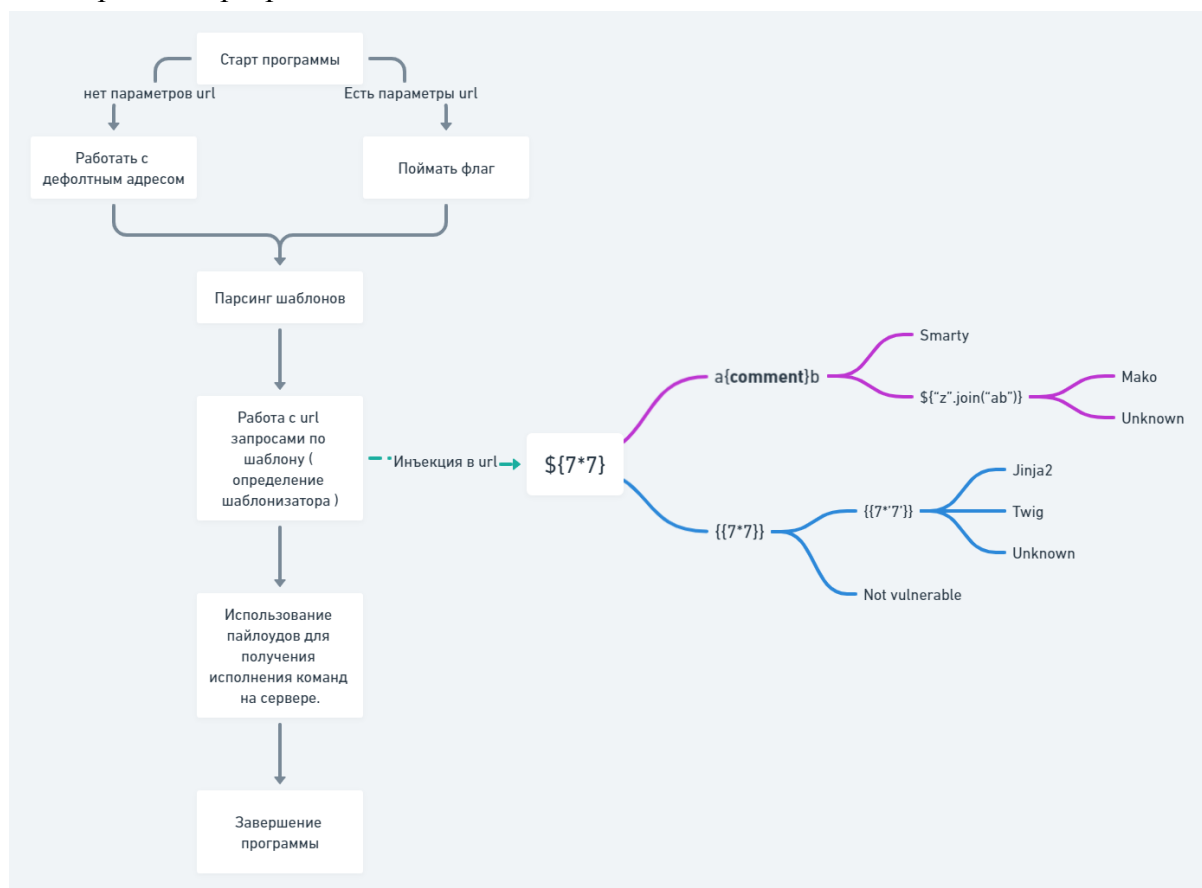 Старт программы
нет параметров url
Есть параметры url
Работать с
дефолтным адресом
Поймать флаг
Парсинг шаблонов
Работа с url
запросами по
шаблону (
определение
шаблонизатора )
Инъекция в url
${7*7}
a{comment}b
Smarty
${“z”.join(“ab”)}
Mako
Unknown
{{7*7}}
{{7*'7'}}
Jinja2
Twig
Unknown
Not vulnerable
Использование
пайлоудов для
получения
исполнения команд
на сервере.
Завершение
программы